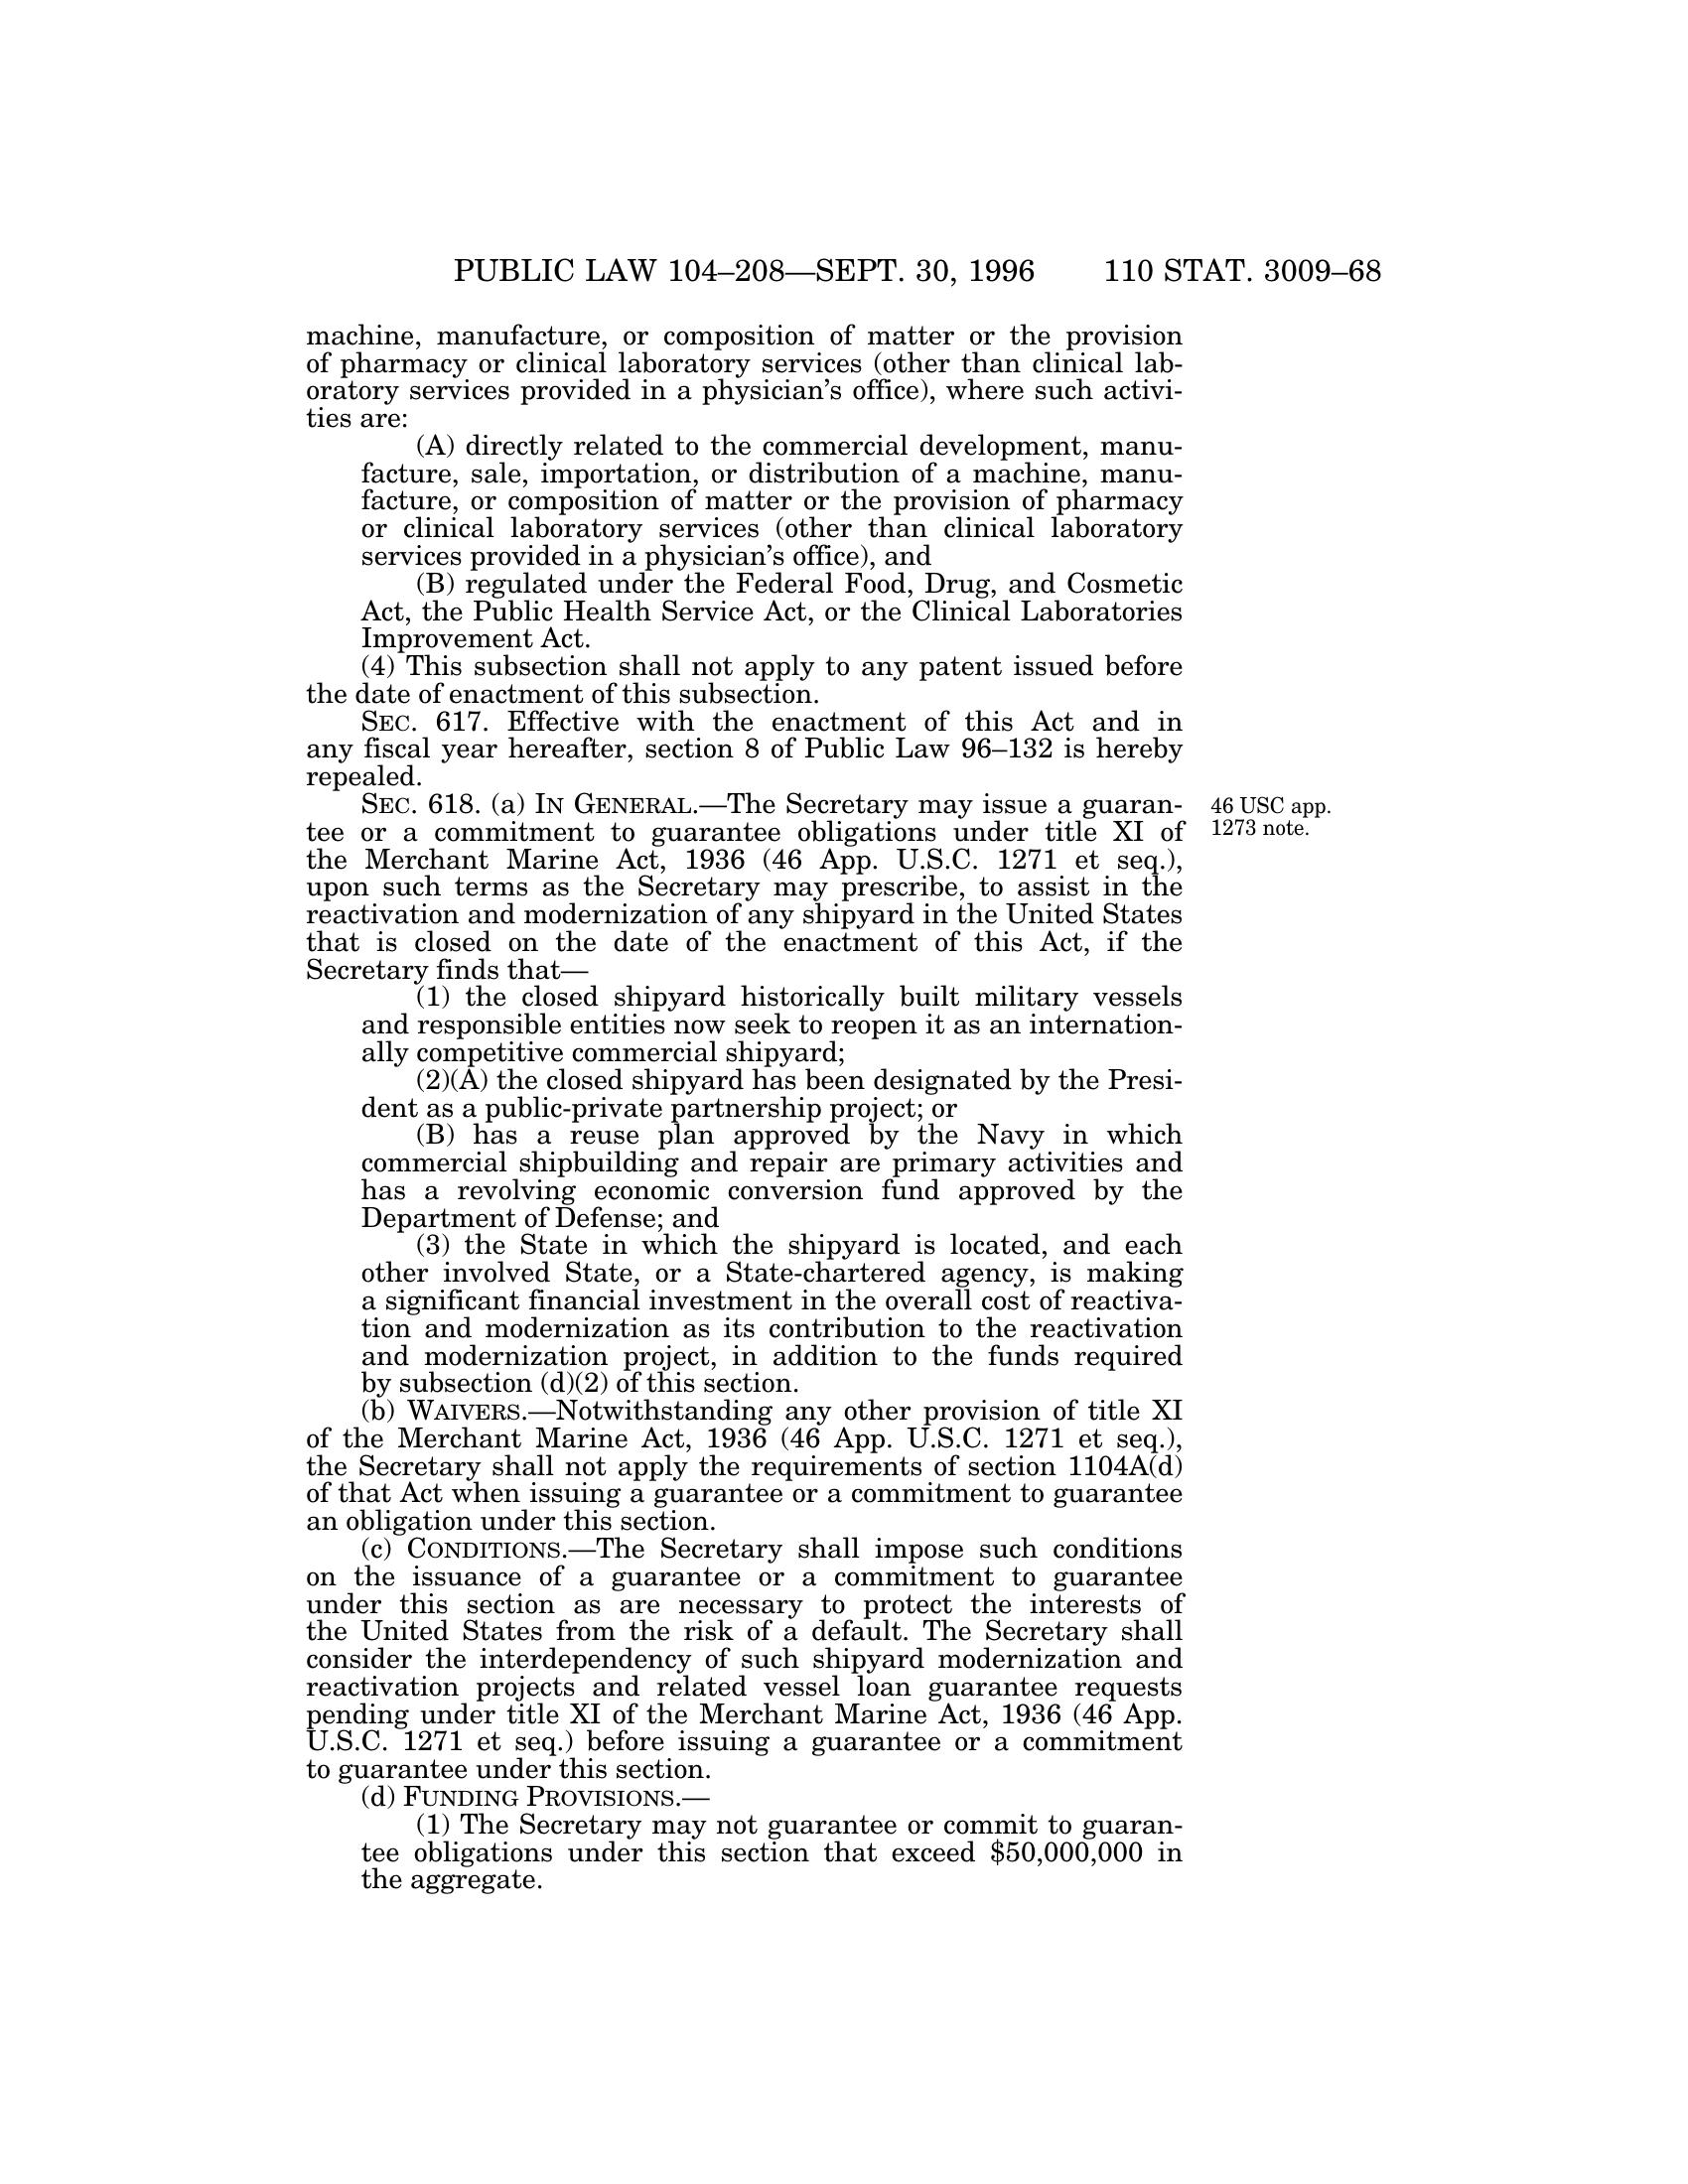 PUBLIC LAW 104–208—SEPT. 30, 1996 110 STAT. 3009–68
machine, manufacture, or composition of matter or the provision
of pharmacy or clinical laboratory services (other than clinical lab-
oratory services provided in a physician's office), where such activi-
ties are:
(A) directly related to the commercial development, manu-
facture, sale, importation, or distribution of a machine, manu-
facture, or composition of matter or the provision of pharmacy
or clinical laboratory services (other than clinical laboratory
services provided in a physician's office), and
(B) regulated under the Federal Food, Drug, and Cosmetic
Act, the Public Health Service Act, or the Clinical Laboratories
Improvement Act.
(4) This subsection shall not apply to any patent issued before
the date of enactment of this subsection.
SEC. 617. Effective with the enactment of this Act and in
any fiscal year hereafter, section 8 of Public Law 96–132 is hereby
repealed.
SEC. 618. (a) IN GENERAL.—The Secretary may issue a guaran-
tee or a commitment to guarantee obligations under title XI of
the Merchant Marine Act, 1936 (46 App. U.S.C. 1271 et seq.),
upon such terms as the Secretary may prescribe, to assist in the
reactivation and modernization of any shipyard in the United States
that is closed on the date of the enactment of this Act, if the
Secretary finds that—
(1) the closed shipyard historically built military vessels
and responsible entities now seek to reopen it as an internation-
ally competitive commercial shipyard;
(2)(A) the closed shipyard has been designated by the Presi-
dent as a public-private partnership project; or
(B) has a reuse plan approved by the Navy in which
commercial shipbuilding and repair are primary activities and
has a revolving economic conversion fund approved by the
Department of Defense; and
(3) the State in which the shipyard is located, and each
other involved State, or a State-chartered agency, is making
a significant financial investment in the overall cost of reactiva-
tion and modernization as its contribution to the reactivation
and modernization project, in addition to the funds required
by subsection (d)(2) of this section.
(b) WAIVERS.—Notwithstanding any other provision of title XI
of the Merchant Marine Act, 1936 (46 App. U.S.C. 1271 et seq.),
the Secretary shall not apply the requirements of section 1104A(d)
of that Act when issuing a guarantee or a commitment to guarantee
an obligation under this section.
(c) CONDITIONS.—The Secretary shall impose such conditions
on the issuance of a guarantee or a commitment to guarantee
under this section as are necessary to protect the interests of
the United States from the risk of a default. The Secretary shall
consider the interdependency of such shipyard modernization and
reactivation projects and related vessel loan guarantee requests
pending under title XI of the Merchant Marine Act, 1936 (46 App.
U.S.C. 1271 et seq.) before issuing a guarantee or a commitment
to guarantee under this section.
(d) FUNDING PROVISIONS.—
(1) The Secretary may not guarantee or commit to guaran-
tee obligations under this section that exceed $50,000,000 in
the aggregate.
46 USC app.
1273 note.